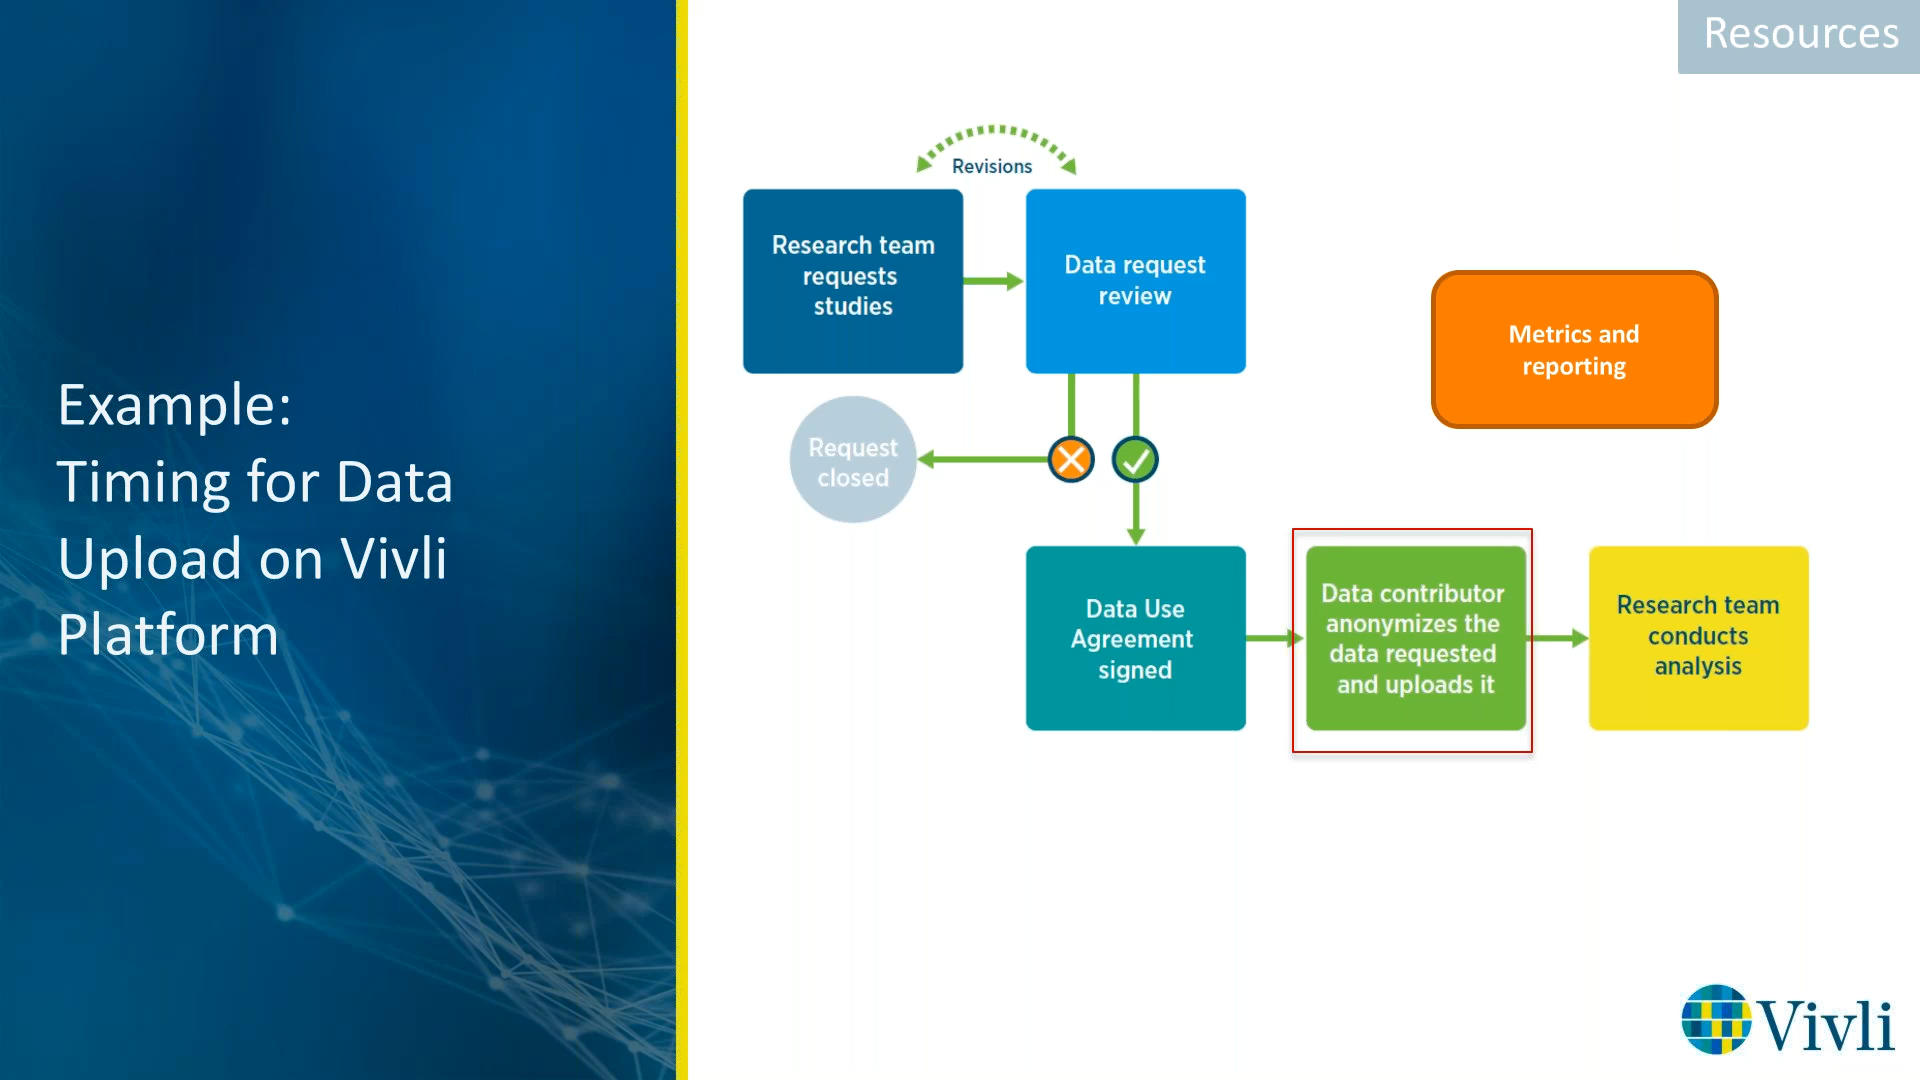 Resources
Example:
Timing for Data
Upload on Vivli
Platform
Revisions
Research team
requests
studies
Data request
review
Metrics and
reporting
Request
closed
Data Use
Agreement
signed
Data contributor
anonymizes the
data requested
and uploads it
Research team
conducts
analysis
Vivli